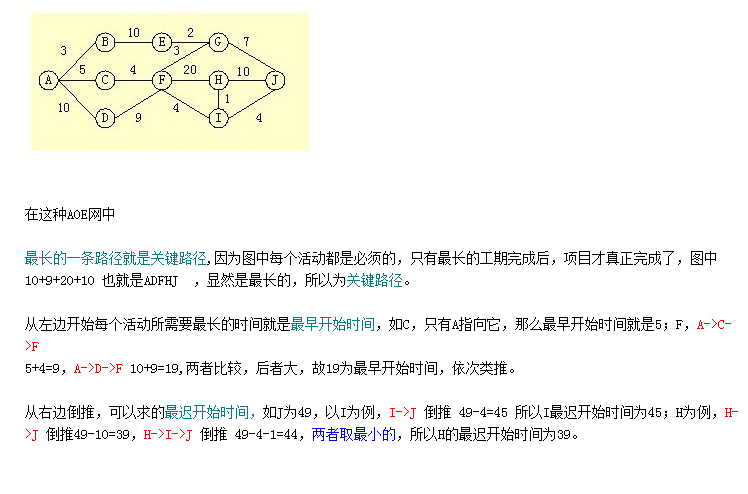 10 2
B E G
3 3 7
5 4 20 10
A C F H J
10 4 1
D 9 I 4
在这种AOE网中
最长的一条路径就是关键路径,因为图中每个活动都是必须的，只有最长的工期完成后，项目才真正完成了，图中
10+9+20+10 也就是ADFHJ ，显然是最长的，所以为关键路径。
从左边开始每个活动所需要最长的时间就是最早开始时间，如C，只有A指向它，那么最早开始时间就是5；F，A->C-
>F
5+4=9，A->D->F 10+9=19,两者比较，后者大，故19为最早开始时间，依次类推。
从右边倒推，可以求的最迟开始时间，如J为49，以I为例，I->J 倒推 49-4=45 所以I最迟开始时间为45；H为例，H-
>J 倒推49-10=39，H->I->J 倒推 49-4-1=44，两者取最小的，所以H的最迟开始时间为39。